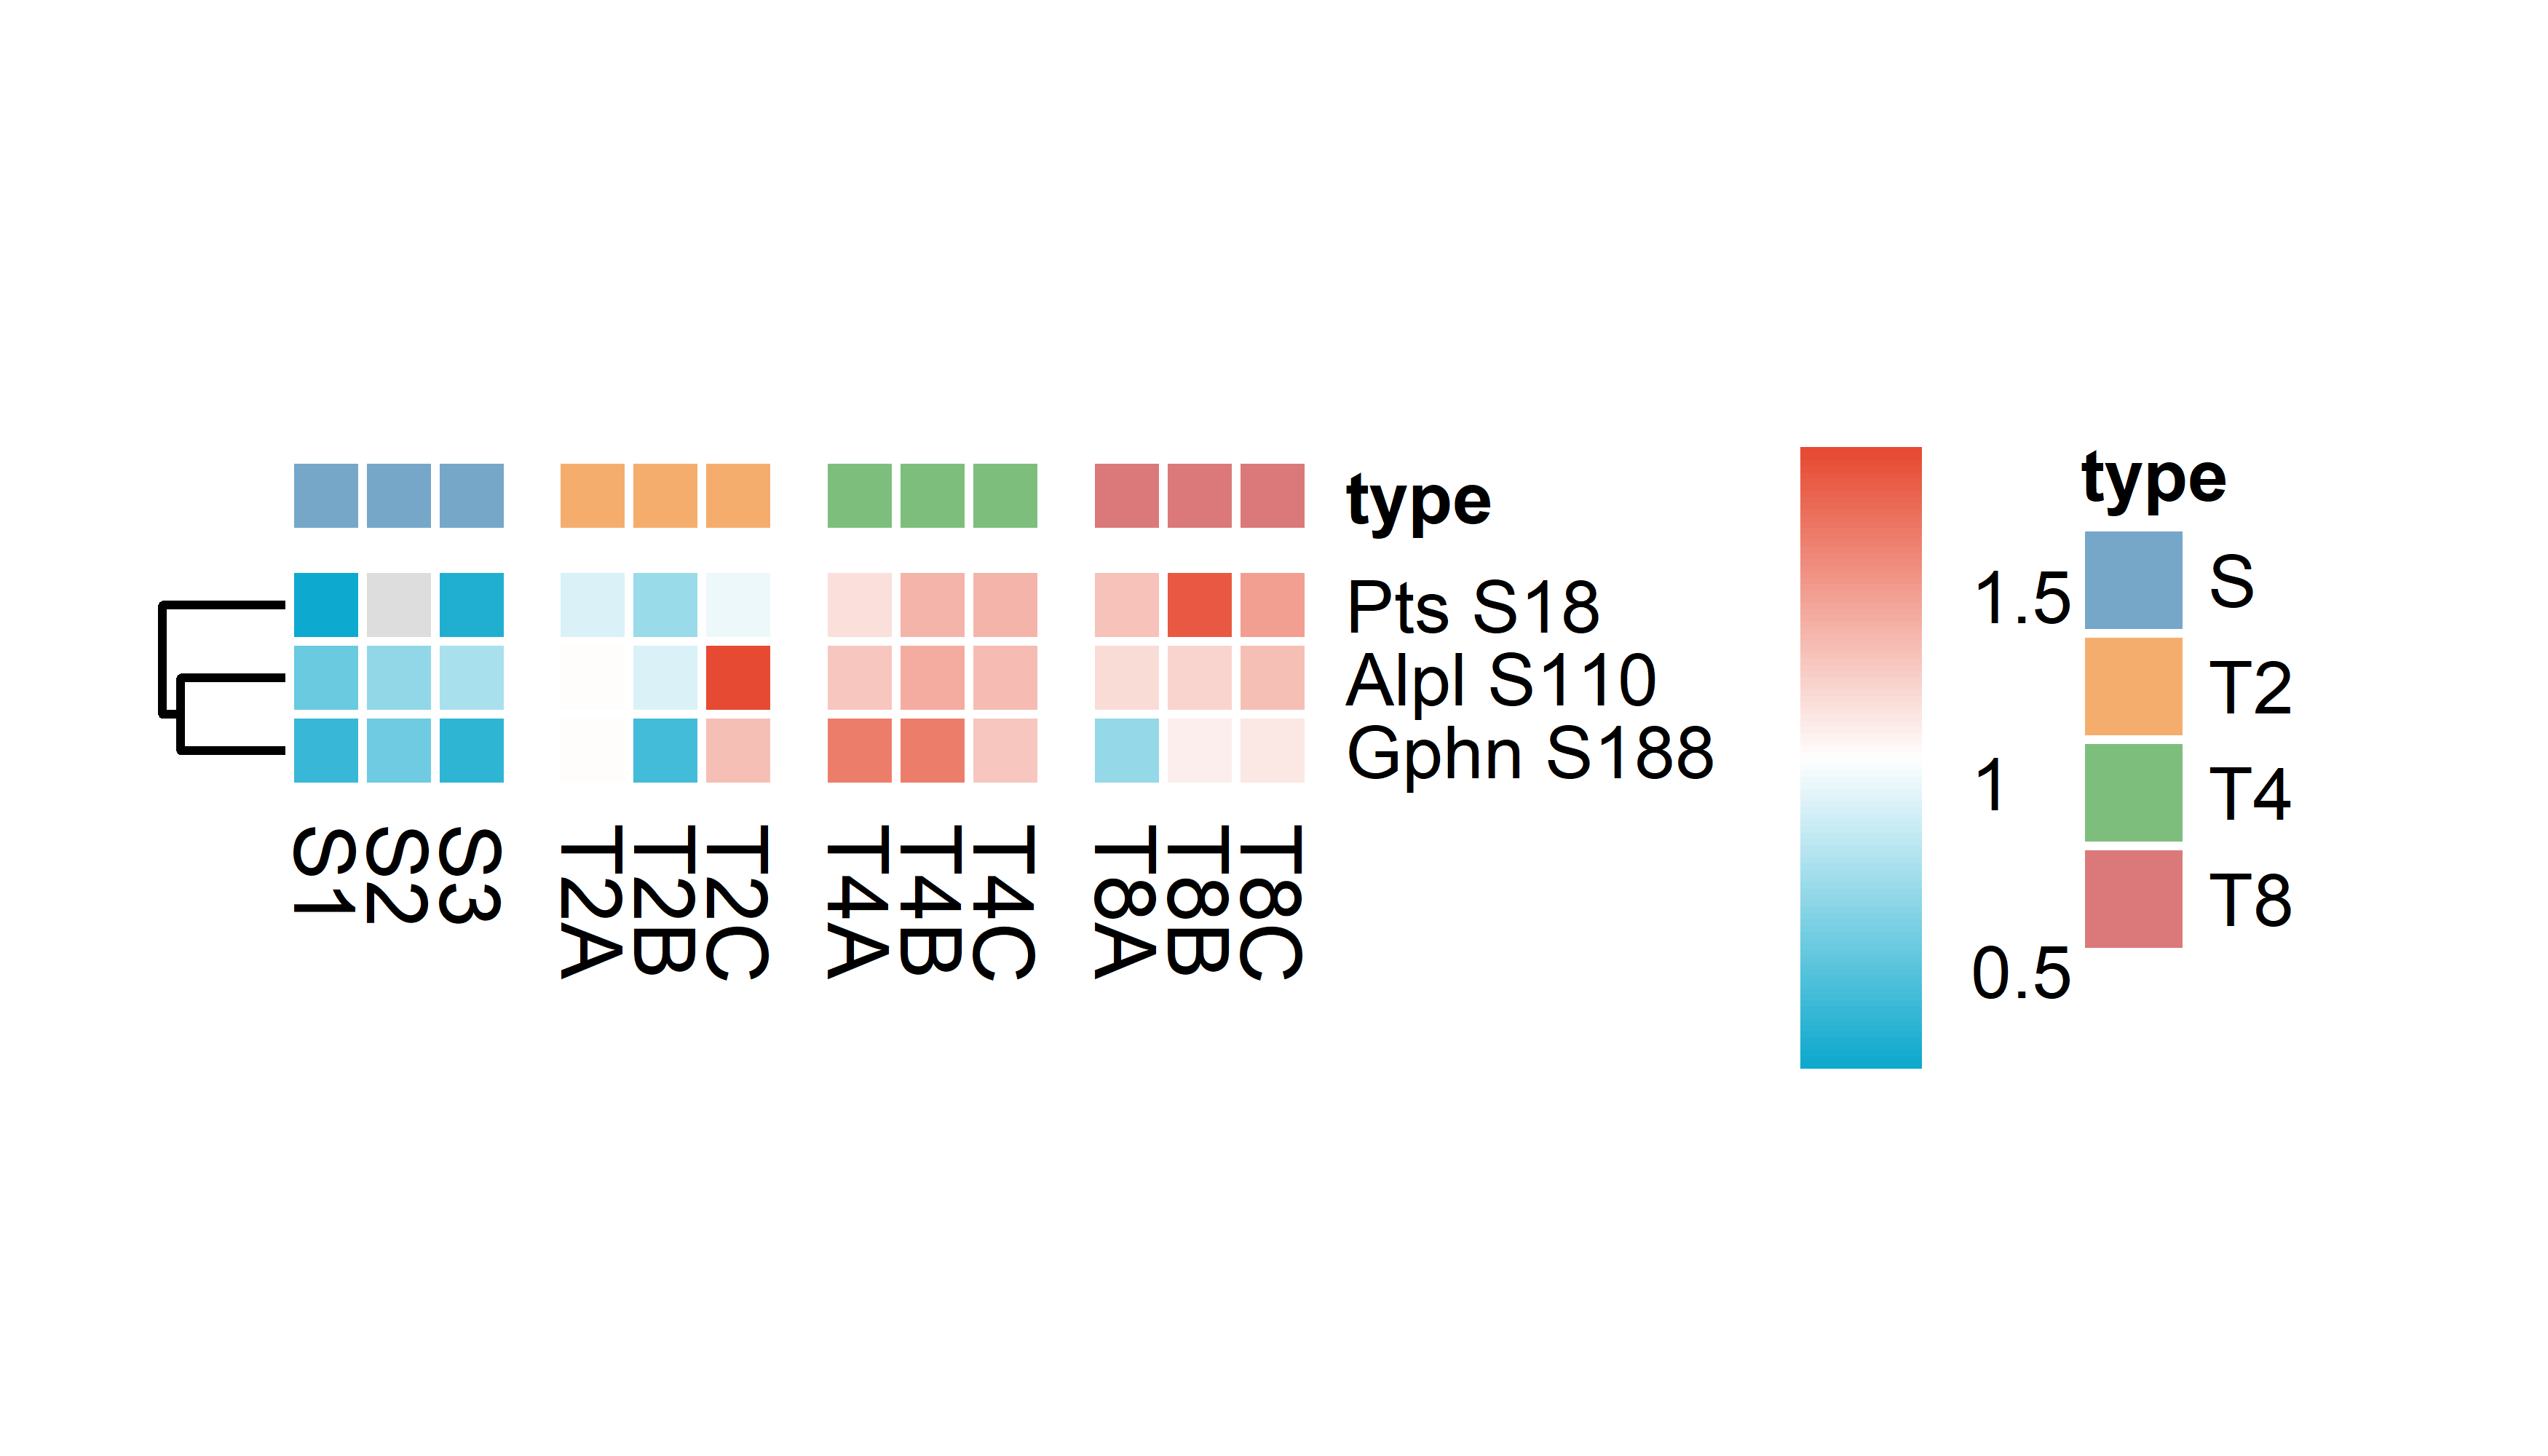 type
Pts S18
Alpl S110
Gphn S188
S1
S2
S3
T2A
T2B
T2C
T4A
T4B
T4C
T8A
T8B
T8C
1.5
1
0.5
type
S
T2
T4
T8